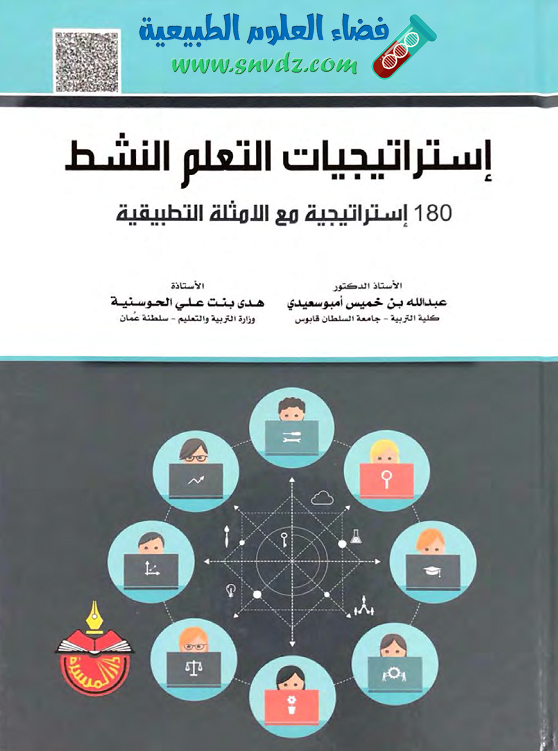 فضاء العلوم الطبيعية
www.snvdz.com
إستراتيجيات التعلم النشط
180 إستراتيجية مع الامثلة التطبيقية
الأستاذ الدكتور
عبدالله بن خميس أمبوسعيدي
كلية التربية - جامعة السلطان قابوس
الأستاذة
هدى بنت علي الحوسنية
وزارة التربية والتعليم - سلطنة عُمان
دار المسيرة